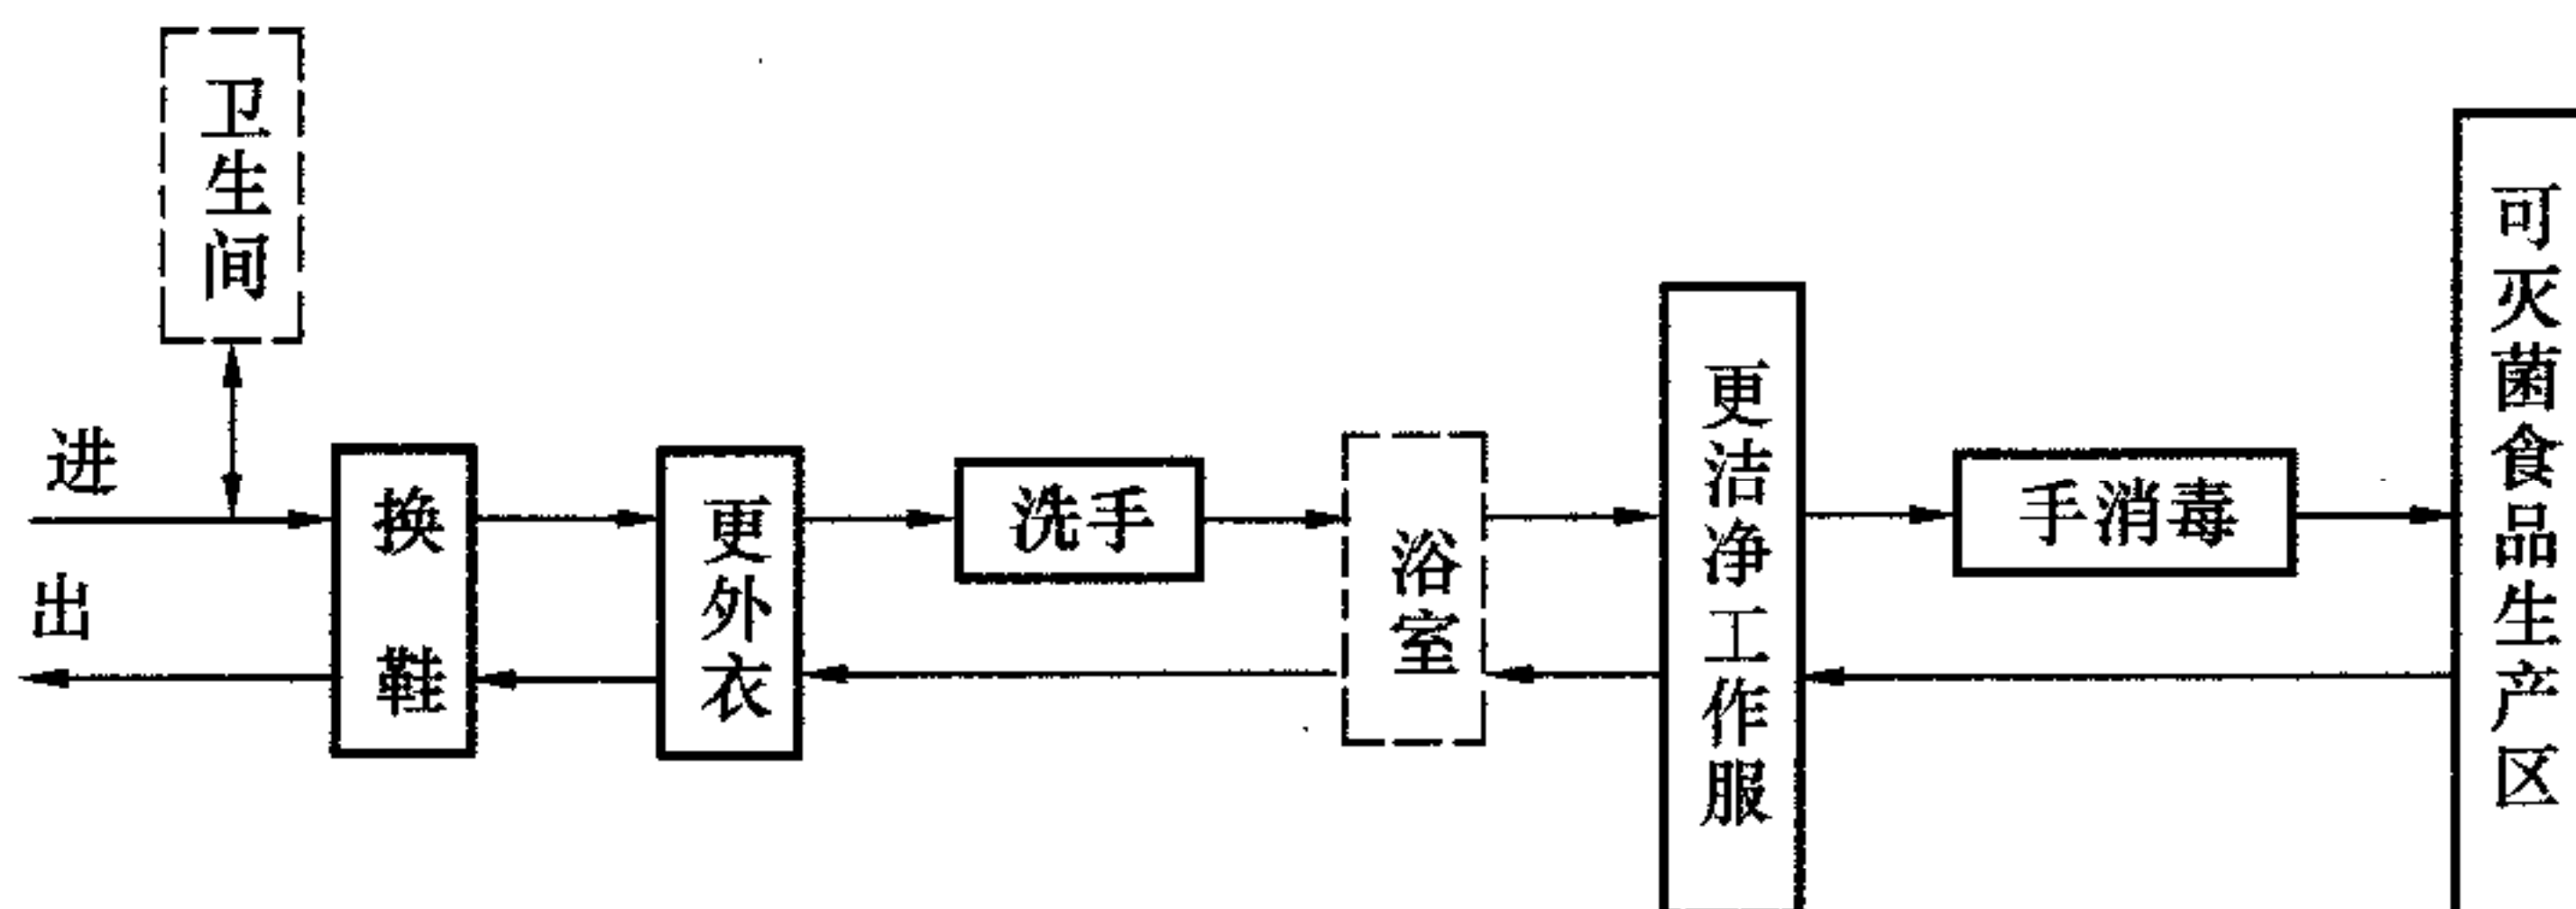 卫生间
进
出
换鞋
更外衣
洗手
浴室
更洁净工作服
手消毒
可灭菌食品生产区